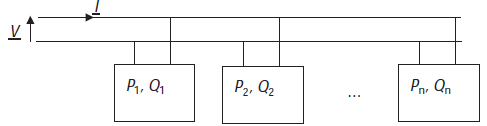 I
V
P1, Q1
P2, Q2
...
Pn, Qn